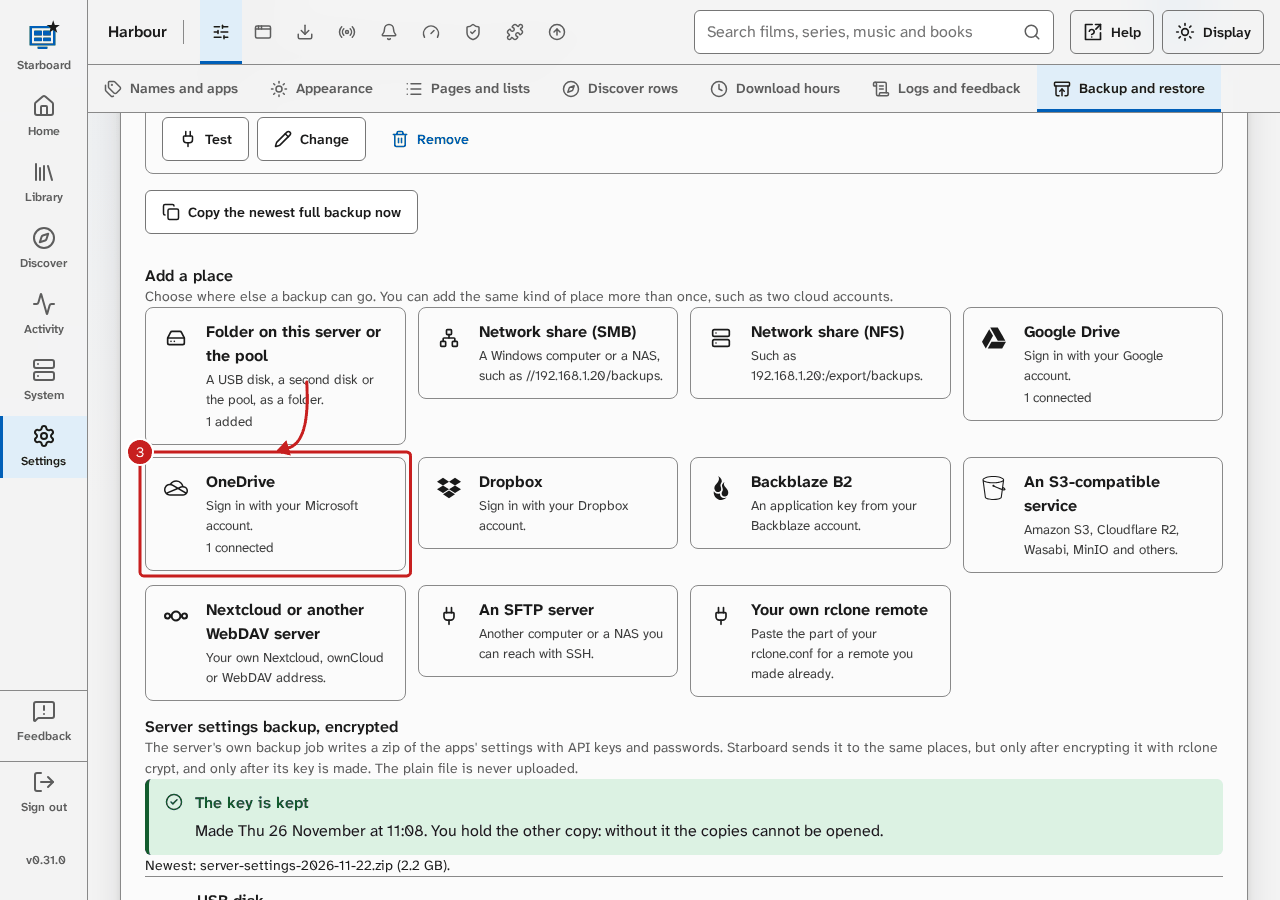 Starboard
Home
Library
Discover
Activity
System
Settings
Feedback
Sign out
v0.31.0
Harbour
Search films, series, music and books
Help
Display
Names and apps
Appearance
Pages and lists
Discover rows
Download hours
Logs and feedback
Backup and restore
Test
Change
Remove
Copy the newest full backup now
Add a place
Choose where else a backup can go. You can add the same kind of place more than once, such as two cloud accounts.
Folder on this server or
the pool
A USB disk, a second disk or
the pool, as a folder.
1 added
Network share (SMB)
A Windows computer or a NAS,
such as //192.168.1.20/backups.
Network share (NFS)
Such as
192.168.1.20:/export/backups.
Google Drive
Sign in with your Google
account.
1 connected
3
OneDrive
Sign in with your Microsoft
account.
1 connected
Dropbox
Sign in with your Dropbox
account.
Backblaze B2
An application key from your
Backblaze account.
An S3-compatible
service
Amazon S3, Cloudflare R2,
Wasabi, MinIO and others.
Nextcloud or another
WebDAV server
Your own Nextcloud, ownCloud
or WebDAV address.
An SFTP server
Another computer or a NAS you
can reach with SSH.
Your own rclone remote
Paste the part of your
rclone.conf for a remote you
made already.
Server settings backup, encrypted
The server's own backup job writes a zip of the apps' settings with API keys and passwords. Starboard sends it to the same places, but only after encrypting it with rclone
crypt, and only after its key is made. The plain file is never uploaded.
The key is kept
Made Thu 26 November at 11:08. You hold the other copy: without it the copies cannot be opened.
Newest: server-settings-2026-11-22.zip (2.2 GB).
USB disk